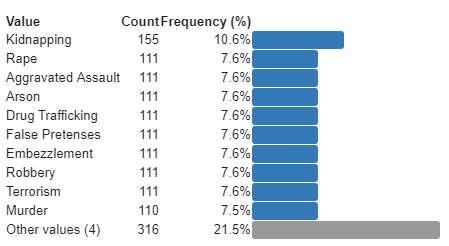 Value Count Frequency (%)
Kidnapping 155 10.6%
Rape 111 7.6%
Aggravated Assault 111 7.6%
Arson 111 7.6%
Drug Trafficking 111 7.6%
False Pretenses 111 7.6%
Embezzlement 111 7.6%
Robbery 111 7.6%
Terrorism 111 7.6%
Murder 110 7.5%
Other values (4) 316 21.5%